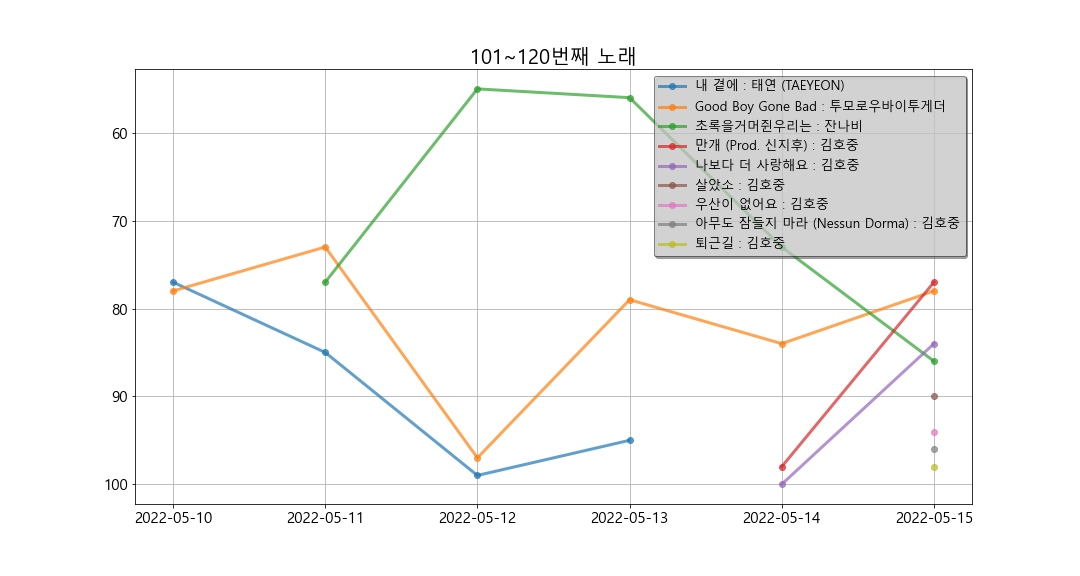 101~120번째 노래
내 곁에 : 태연 (TAEYEON)
Good Boy Gone Bad : 투모로우바이투게더
초록을거머쥔우리는 : 잔나비
만개 (Prod. 신지후) : 김호중
나보다 더 사랑해요 : 김호중
살았소 : 김호중
우산이 없어요 : 김호중
아무도 잠들지 마라 (Nessun Dorma) : 김호중
퇴근길 : 김호중
60
70
80
90
100
2022-05-10 2022-05-11 2022-05-12 2022-05-13 2022-05-14 2022-05-15